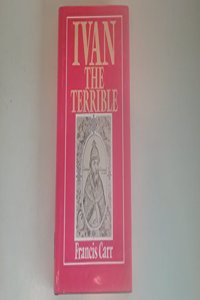 IVAN
THE
TERRIBLE
Francis Carr